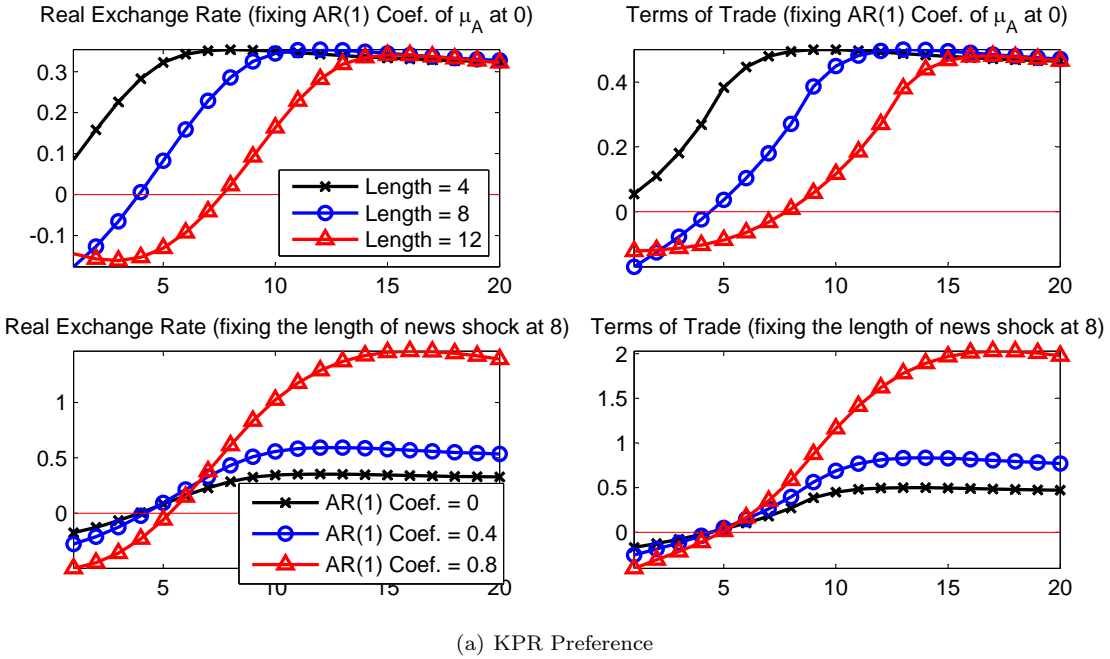 Real Exchange Rate (fixing AR(1) Coef. of μ_A at 0)
0.3
0.2
0.1
0
-0.1
5 10 15 20
Length = 4
Length = 8
Length = 12
Terms of Trade (fixing AR(1) Coef. of μ_A at 0)
0.4
0.2
0
5 10 15 20
Real Exchange Rate (fixing the length of news shock at 8)
1
0.5
0
5 10 15 20
AR(1) Coef. = 0
AR(1) Coef. = 0.4
AR(1) Coef. = 0.8
Terms of Trade (fixing the length of news shock at 8)
2
1.5
1
0.5
0
5 10 15 20
(a) KPR Preference